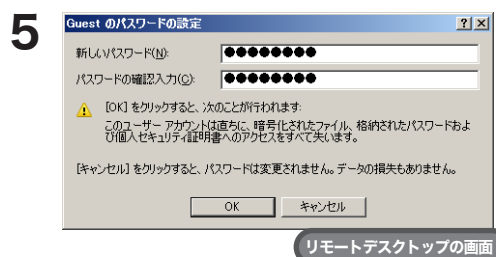 5
Guest のパスワードの設定
新しいパスワード(N):
●●●●●●●●
パスワードの確認入力(C):
●●●●●●●●
[OK] をクリックすると、次のことが行われます:
このユーザー アカウントは直ちに、暗号化されたファイル、格納されたパスワードおよ
び個人セキュリティ証明書へのアクセスをすべて失います。
[キャンセル] をクリックすると、パスワードは変更されません。データの損失もありません。
OK キャンセル
リモートデスクトップの画面